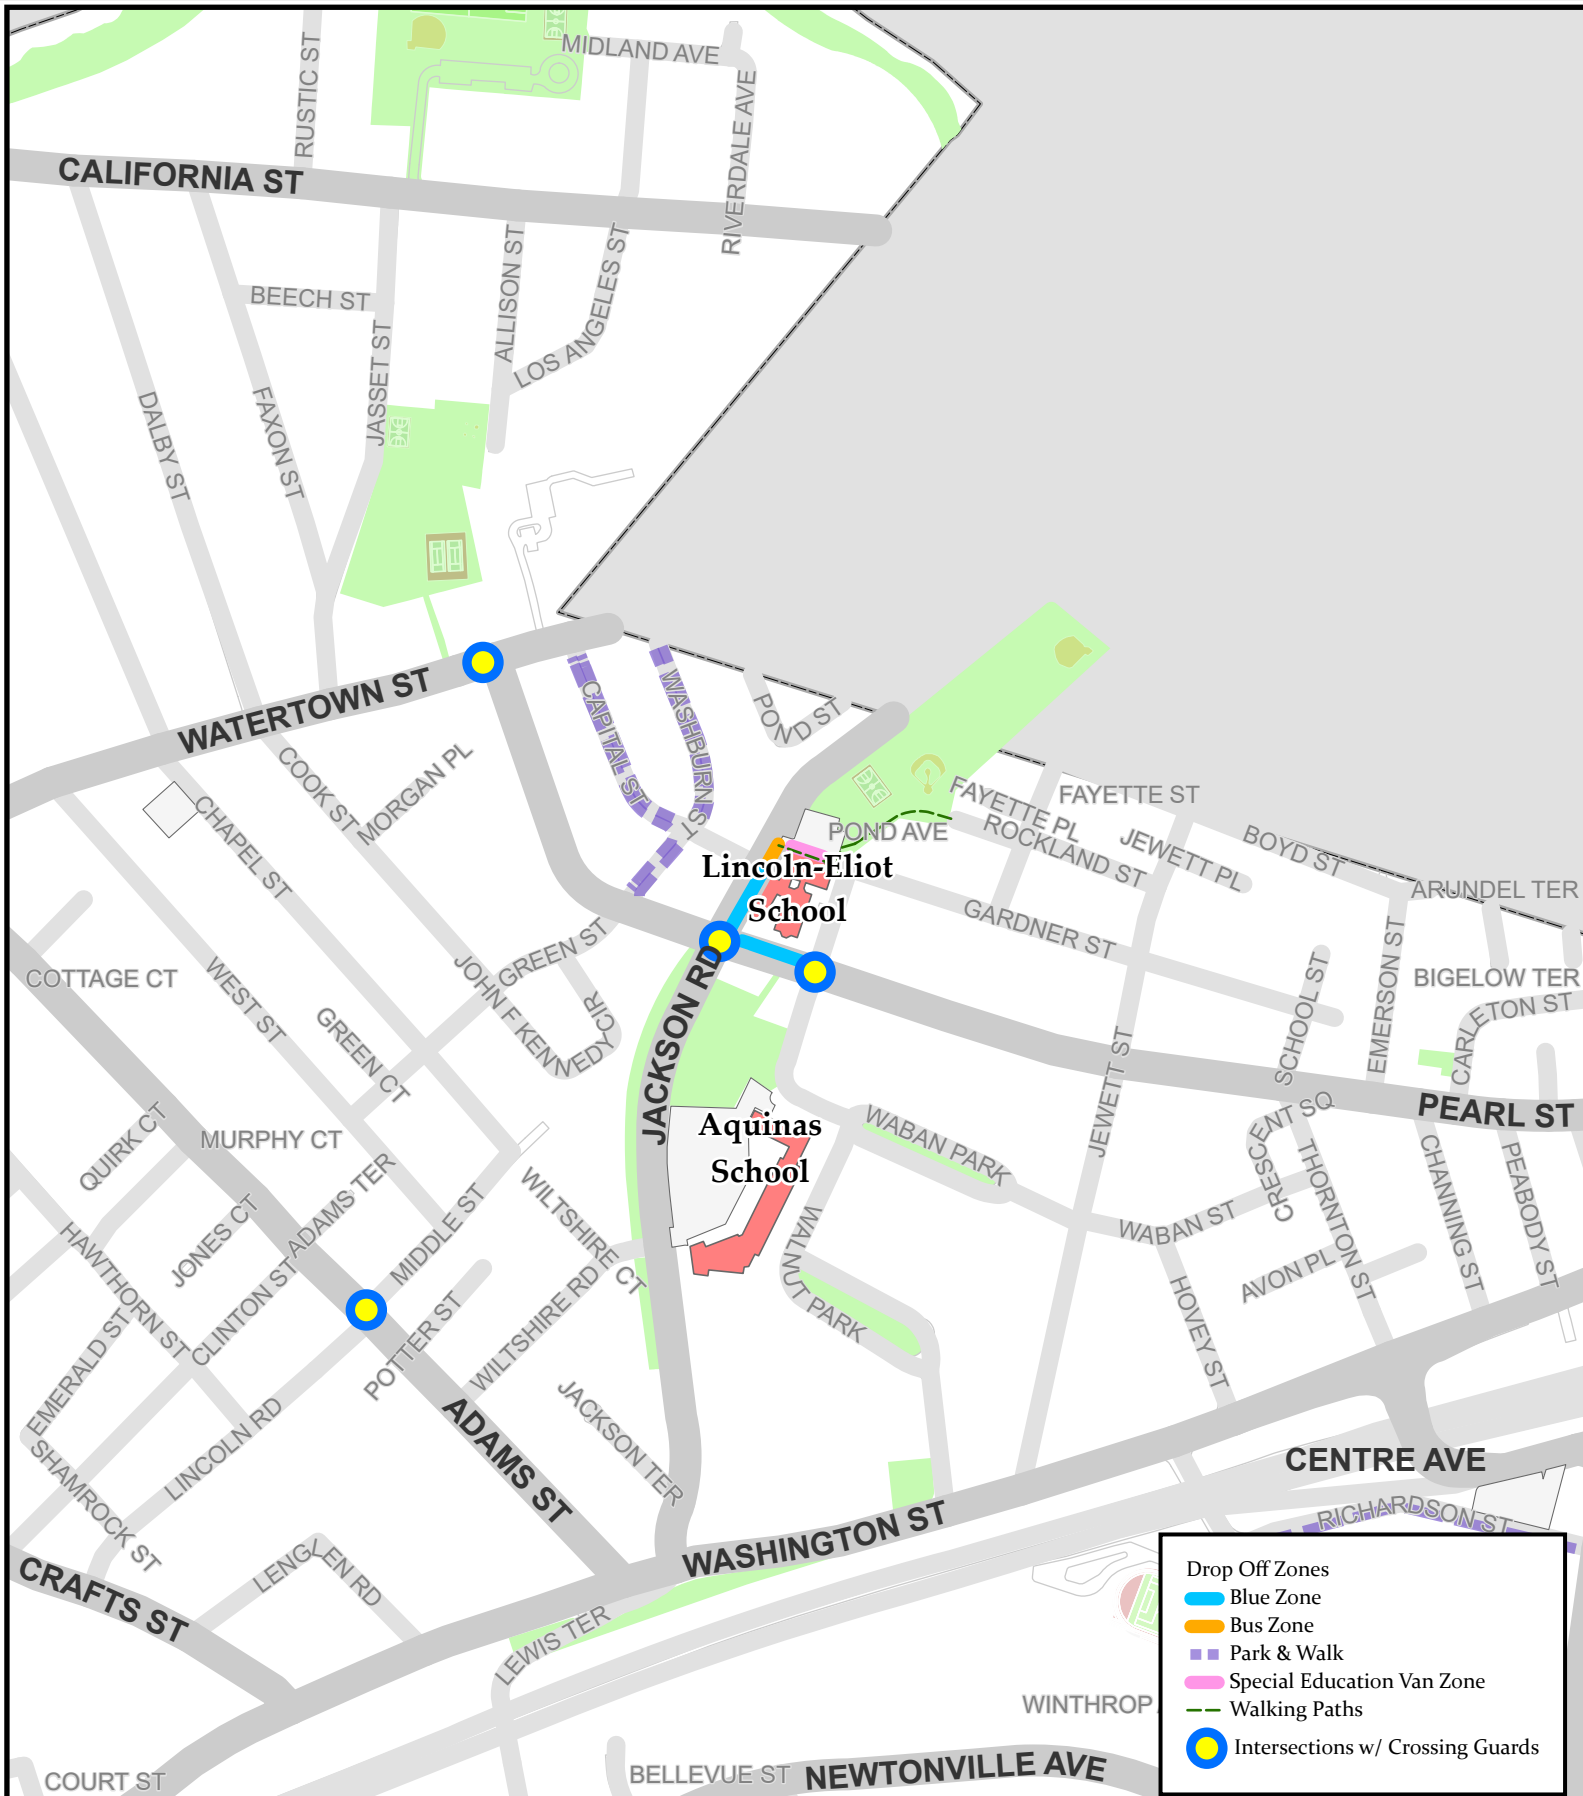 MIDLAND AVE
RUSTIC ST
RIVERDALE AVE
CALIFORNIA ST
BEECH ST
ALLISON ST
LOS ANGELES ST
JASSET ST
DALBY ST
FAXON ST
WATERTOWN ST
CAPITAL ST
WASHBURN ST
POND ST
COOK ST
MORGAN PL
CHAPEL ST
FAYETTE PL
FAYETTE ST
POND AVE
ROCKLAND ST
JEWETT PL
BOYD ST
ARUNDEL TER
Lincoln-Eliot
School
GARDNER ST
GREEN ST
COTTAGE CT
WEST ST
JOHN F KENNEDY CIR
GREEN CT
JACKSON RD
SCHOOL ST
EMERSON ST
BIGELOW TER
CARLETON ST
JEWETT ST
PEARL ST
QUIRK CT
MURPHY CT
Aquinas
School
WABAN PARK
CRESCENT SQ
THORNTON ST
CHANNING ST
PEABODY ST
ADAMS TER
JONES CT
MIDDLE ST
WILTSHIRE CT
WALNUT PARK
WABAN ST
HAWTHORN ST
CLINTON ST
AVON PL
HOVEY ST
EMERALD ST
POTTER ST
WILTSHIRE RD
LINCOLN RD
SHAMROCK ST
ADAMS ST
JACKSON TER
CENTRE AVE
RICHARDSON ST
WASHINGTON ST
CRAFTS ST
LENGLEN RD
LEWIS TER
WINTHROP
COURT ST
BELLEVUE ST
NEWTONVILLE AVE
Drop Off Zones
Blue Zone
Bus Zone
Park & Walk
Special Education Van Zone
Walking Paths
Intersections w/ Crossing Guards